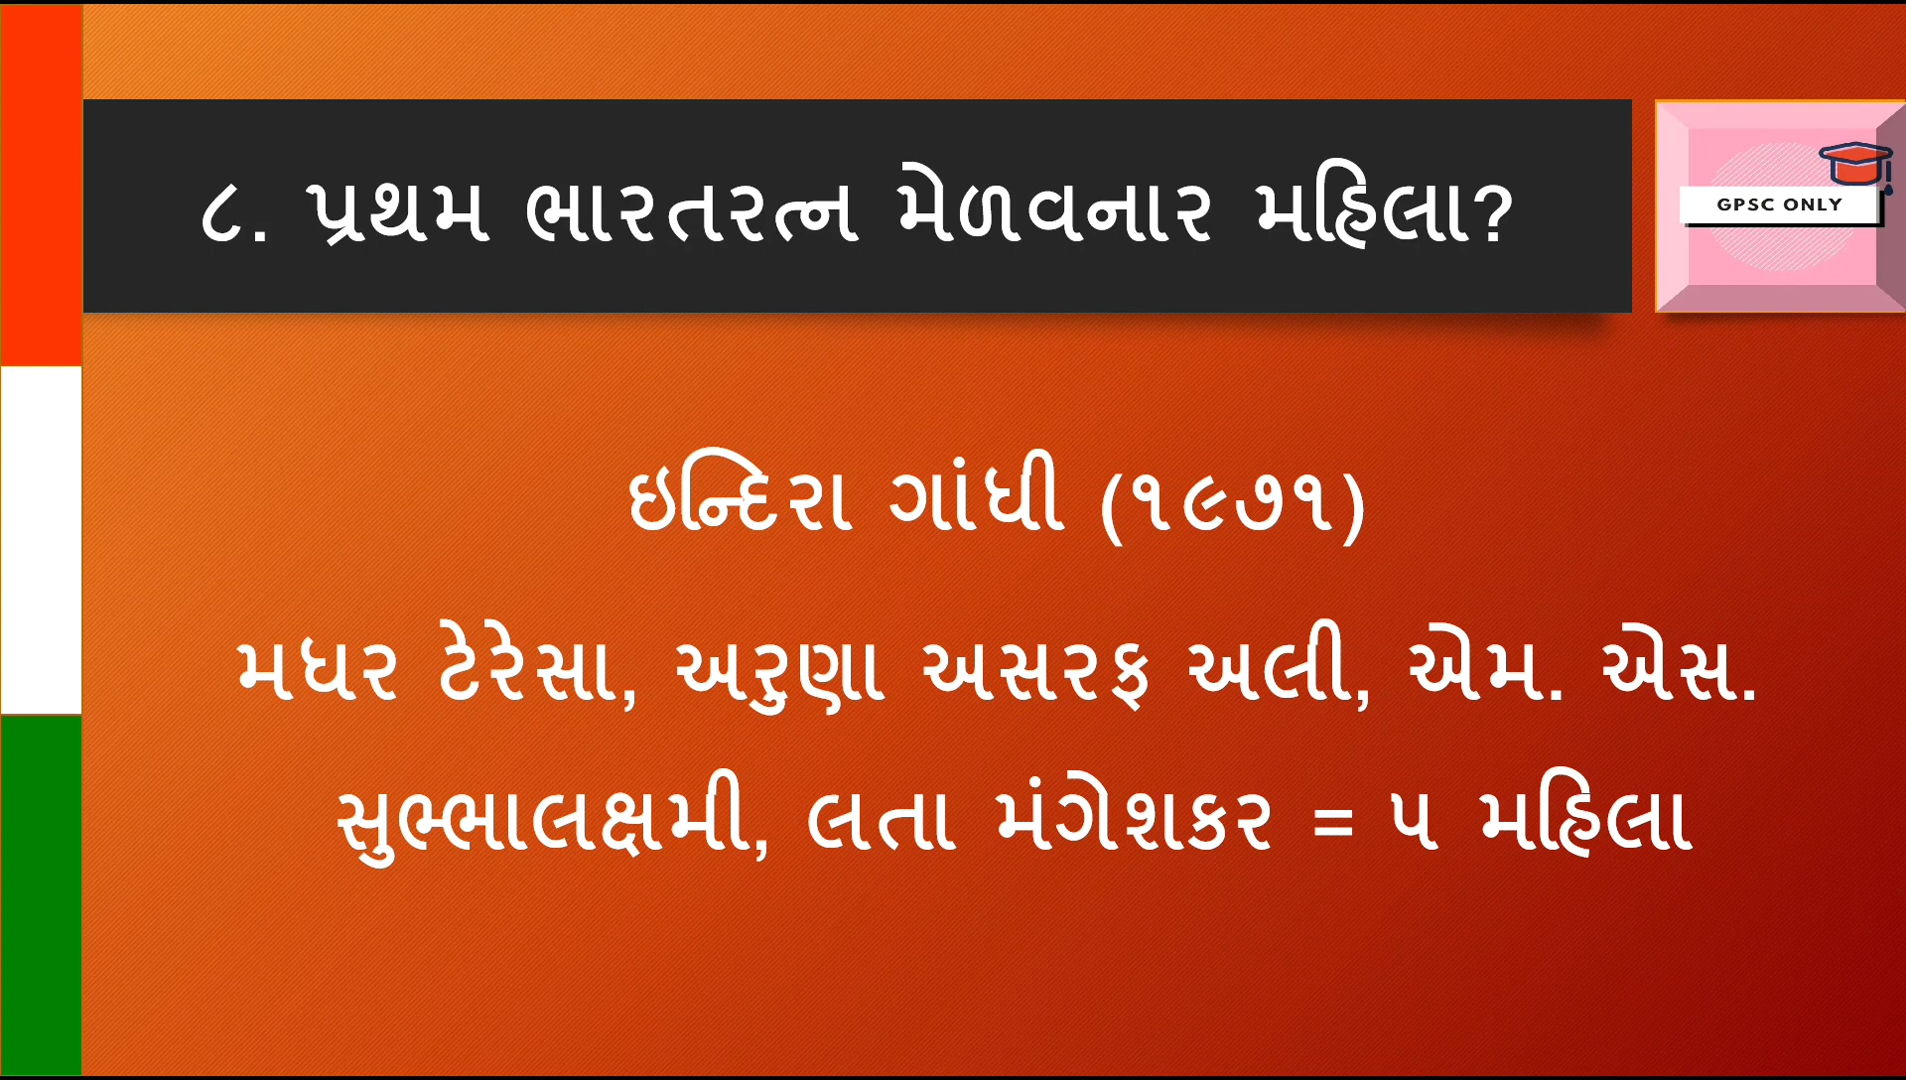 ૮. પ્રથમ ભારતરત્ન મેળવનાર મહિલા?
GPSC ONLY
ઇન્દિરા ગાંધી (૧૯૭૧)
મધર ટેરેસા, અરુણા અસરફ અલી, એમ. એસ.
સુભ્ભાલક્ષમી, લતા મંગેશકર = ૫ મહિલા